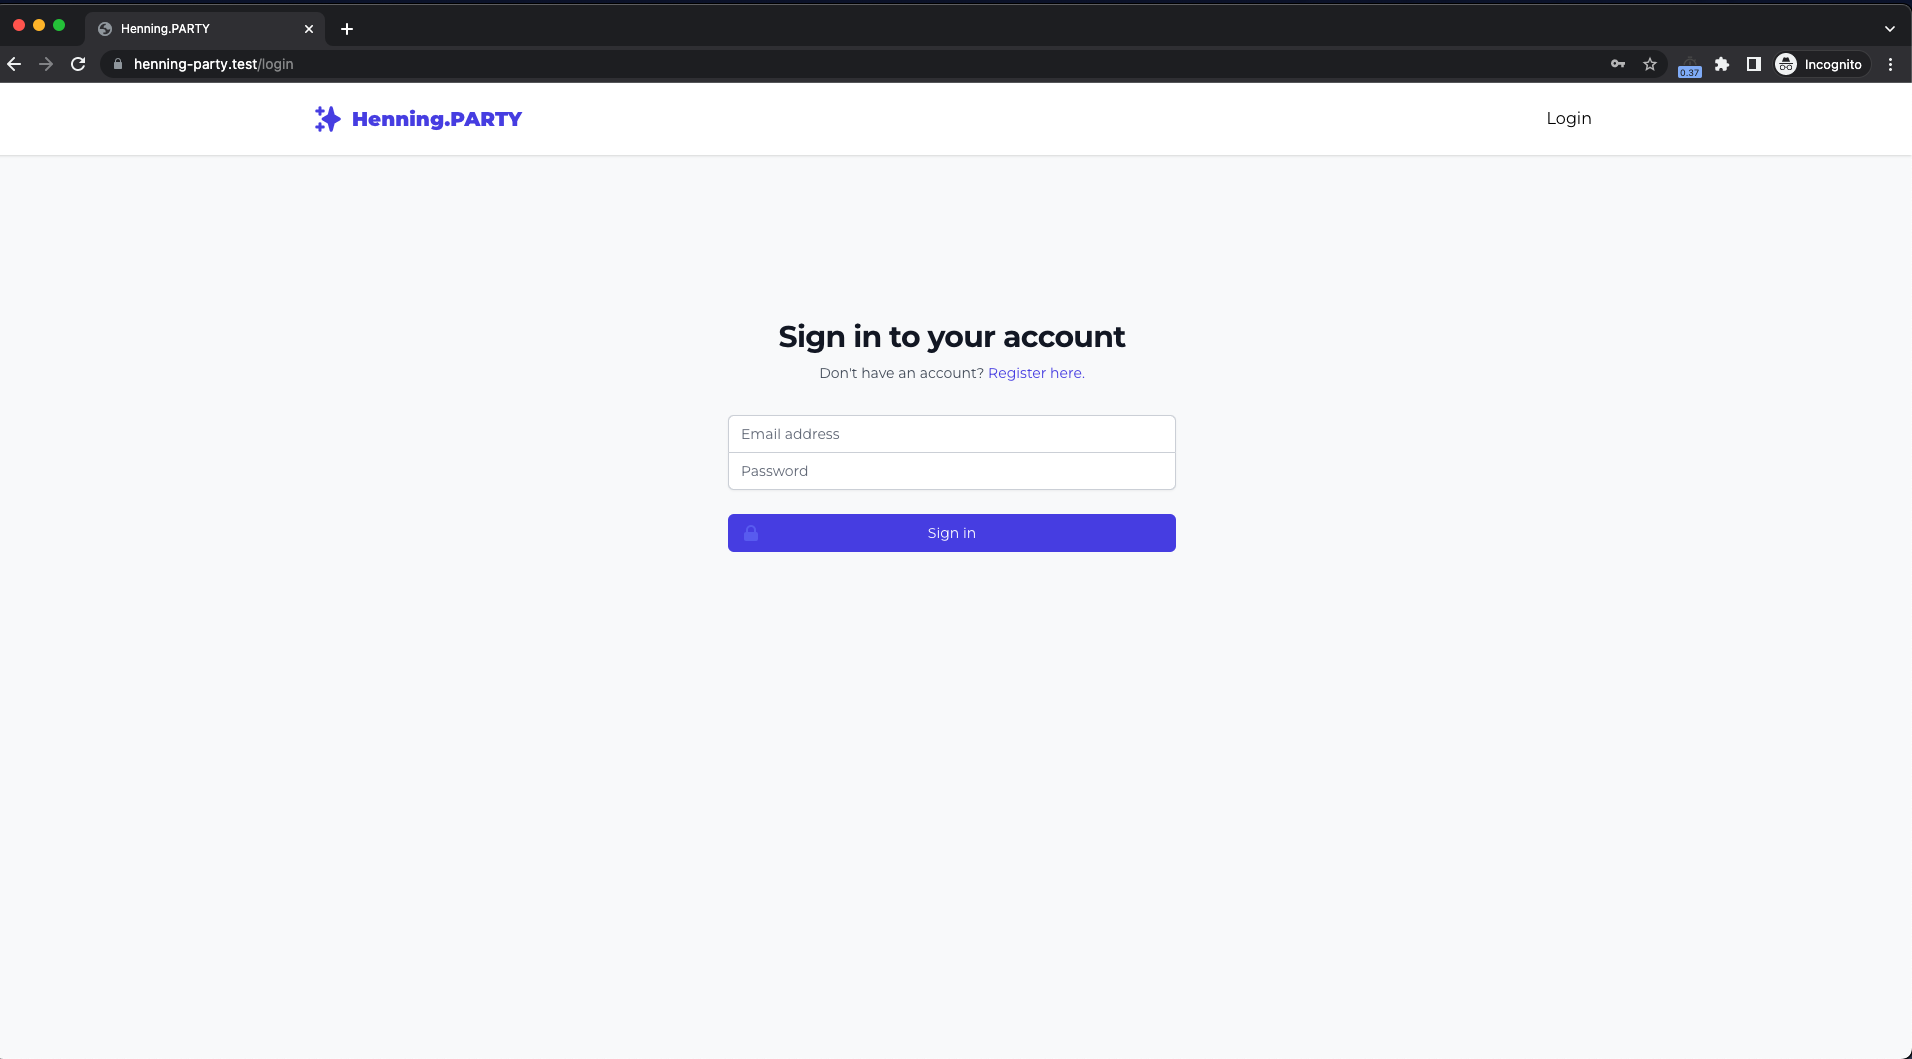 Henning.PARTY
henning-party.test/login
0.37
Incognito
Henning.PARTY
Login
Sign in to your account
Don't have an account? Register here.
Email address
Password
Sign in